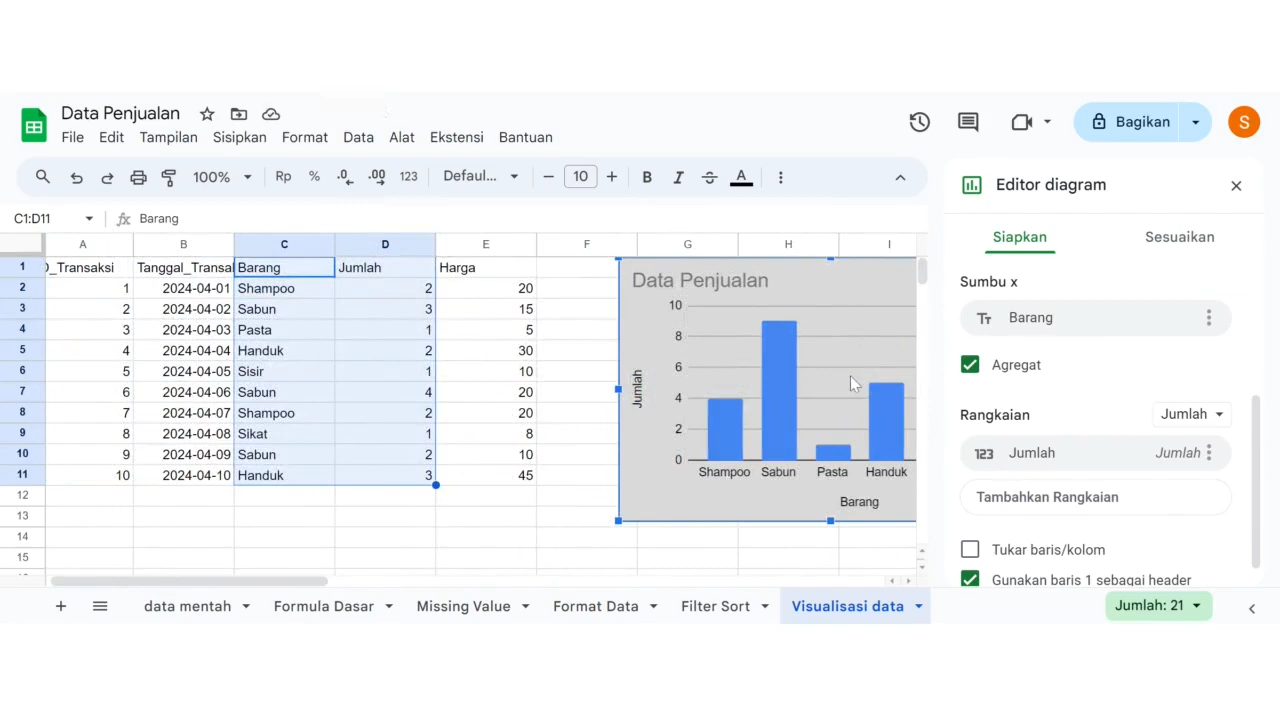 Data Penjualan
File Edit Tampilan Sisipkan Format Data Alat Ekstensi Bantuan
Bagikan
S
100% Rp % .0 .00 123 Defaul... 10 B I A
C1:D11 Barang
A B C D E F G H I
1 _Transaksi Tanggal_Transal Barang Jumlah Harga
2 1 2024-04-01 Shampoo 2 20
3 2 2024-04-02 Sabun 3 15
4 3 2024-04-03 Pasta 1 5
5 4 2024-04-04 Handuk 2 30
6 5 2024-04-05 Sisir 1 10
7 6 2024-04-06 Sabun 4 20
8 7 2024-04-07 Shampoo 2 20
9 8 2024-04-08 Sikat 1 8
10 9 2024-04-09 Sabun 2 10
11 10 2024-04-10 Handuk 3 45
12
13
14
15
Data Penjualan
10
8
6
4
2
0
Jumlah
Shampoo Sabun Pasta Handuk
Barang
Editor diagram
Siapkan Sesuaikan
Sumbu x
Tт Barang
Agregat
Rangkaian Jumlah
123 Jumlah Jumlah
Tambahkan Rangkaian
Tukar baris/kolom
Gunakan baris 1 sebagai header
data mentah Formula Dasar Missing Value Format Data Filter Sort Visualisasi data
Jumlah: 21